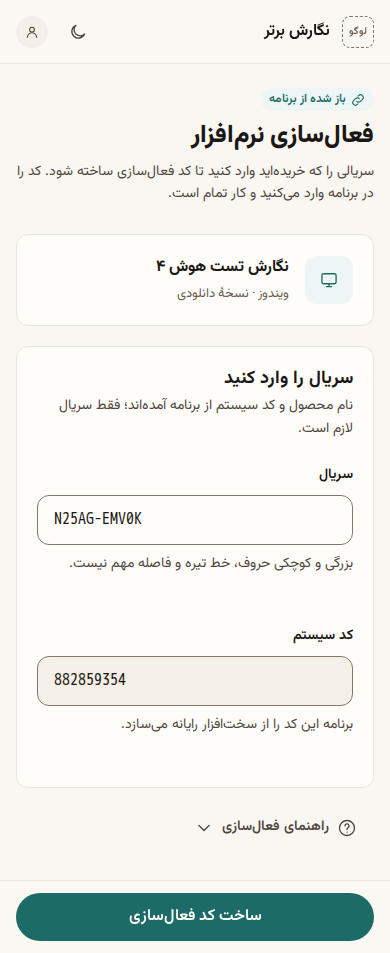 لوگو
نگارش برتر
باز شده از برنامه
فعال‌سازی نرم‌افزار
سریالی را که خریده‌اید وارد کنید تا کد فعال‌سازی ساخته شود. کد را
در برنامه وارد می‌کنید و کار تمام است.
نگارش تست هوش ۴
ویندوز · نسخهٔ دانلودی
سریال را وارد کنید
نام محصول و کد سیستم از برنامه آمده‌اند؛ فقط سریال
لازم است.
سریال
N25AG-EMV0K
بزرگی و کوچکی حروف، خط تیره و فاصله مهم نیست.
کد سیستم
882859354
برنامه این کد را از سخت‌افزار رایانه می‌سازد.
راهنمای فعال‌سازی
ساخت کد فعال‌سازی